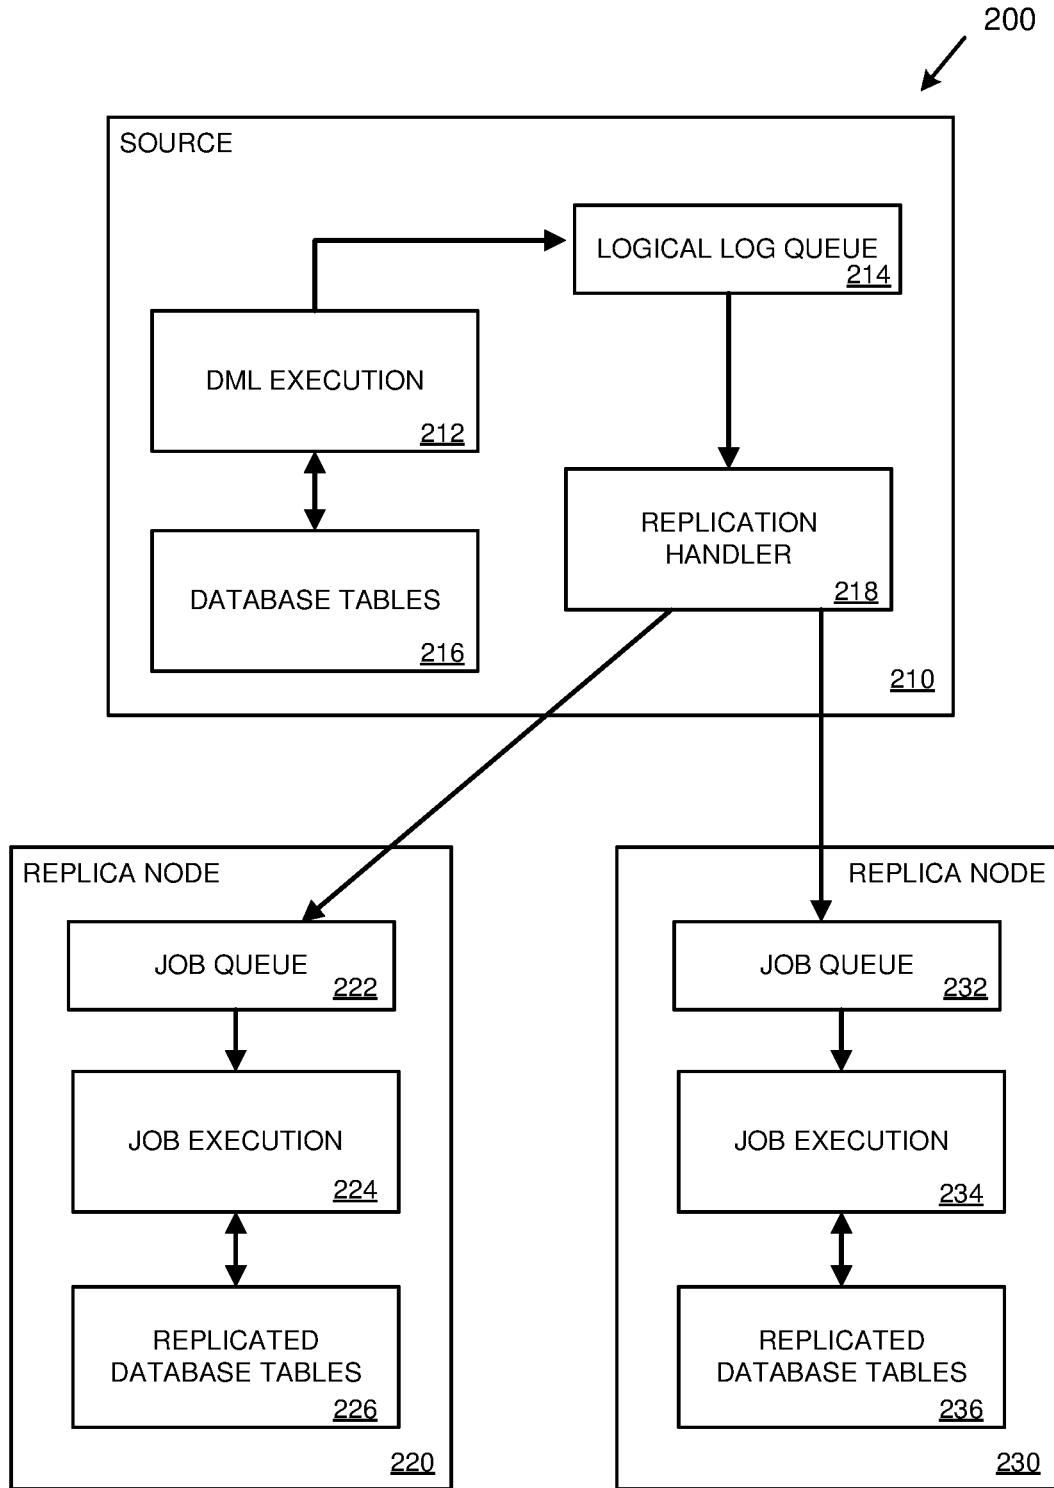 200
SOURCE
LOGICAL LOG QUEUE
214
DML EXECUTION
212
REPLICATION
HANDLER
218
DATABASE TABLES
216
210
REPLICA NODE
JOB QUEUE
222
JOB EXECUTION
224
REPLICATED
DATABASE TABLES
226
220
REPLICA NODE
JOB QUEUE
232
JOB EXECUTION
234
REPLICATED
DATABASE TABLES
236
230